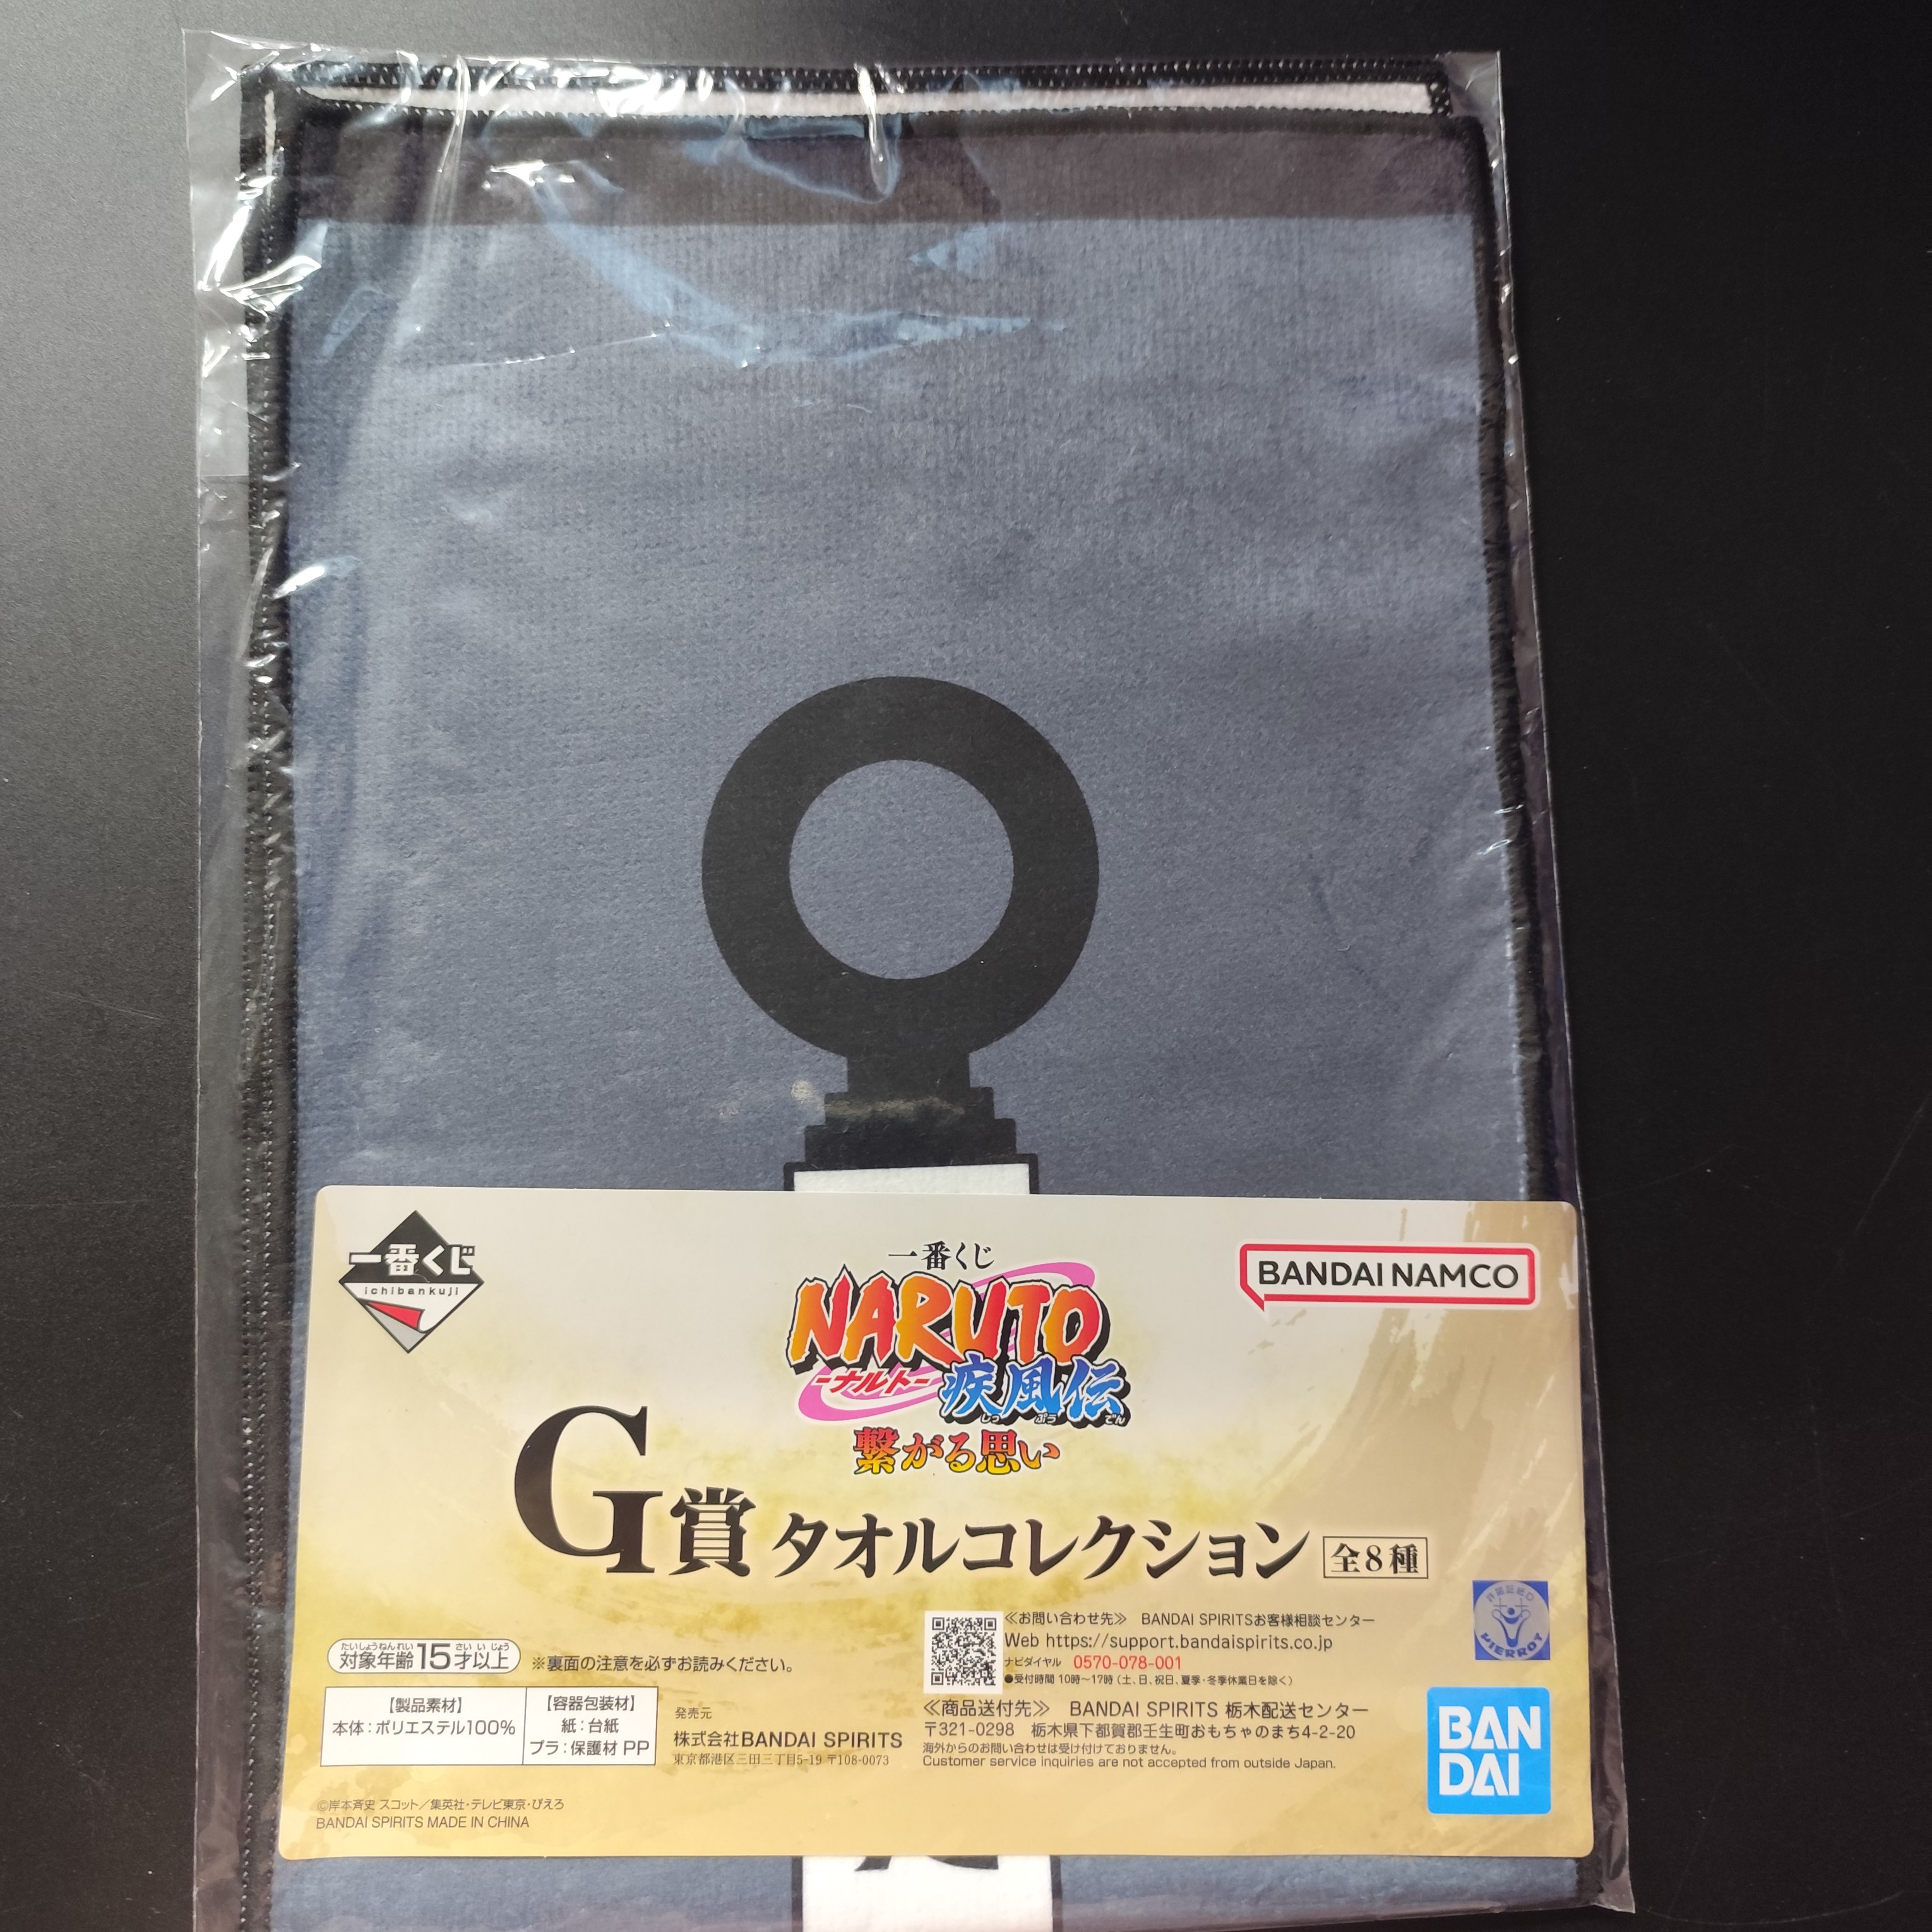 一番くじ
ichibankuji
一番くじ
NARUTO
-ナルト-
疾風伝
しっ ぷう でん
繋がる思い
BANDAI NAMCO
G賞 タオルコレクション 全8種
たいしょうねんれい さい い じょう
対象年齢15才以上
※裏面の注意を必ずお読みください。
【製品素材】
本体:ポリエステル100%
【容器包装材】
紙:台紙
プラ:保護材 PP
発売元
株式会社BANDAI SPIRITS
東京都港区三田三丁目5-19 〒108-0073
≪お問い合わせ先≫ BANDAI SPIRITSお客様相談センター
Web https://support.bandaispirits.co.jp
ナビダイヤル 0570-078-001
●受付時間 10時～17時(土、日、祝日、夏季・冬季休業日を除く)
≪商品送付先≫ BANDAI SPIRITS 栃木配送センター
〒321-0298 栃木県下都賀郡壬生町おもちゃのまち4-2-20
海外からのお問い合わせは受け付けておりません。
Customer service inquiries are not accepted from outside Japan.
©岸本斉史 スコット/集英社・テレビ東京・ぴえろ
BANDAI SPIRITS MADE IN CHINA
PIERROT
BAN
DAI